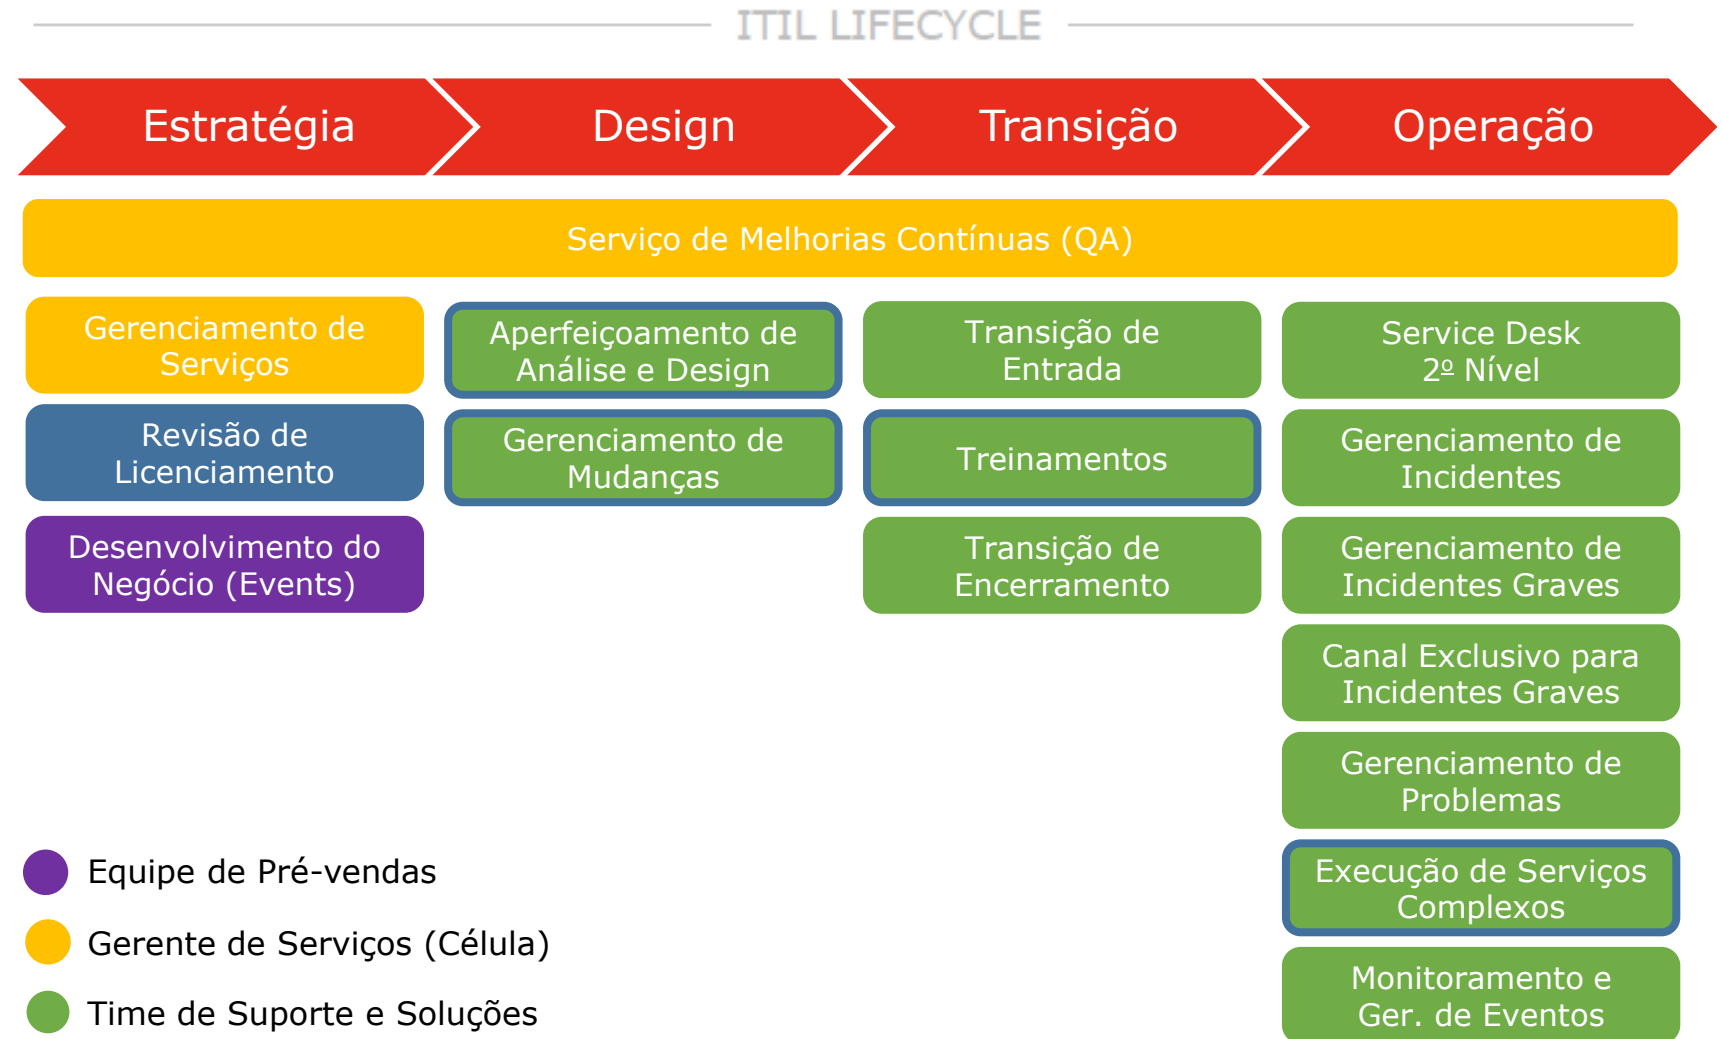 ITIL LIFECYCLE
Estratégia
Design
Transição
Operação
Serviço de Melhorias Contínuas (QA)
Gerenciamento de
Serviços
Revisão de
Licenciamento
Desenvolvimento do
Negócio (Events)
Aperfeiçoamento de
Análise e Design
Gerenciamento de
Mudanças
Transição de
Entrada
Treinamentos
Transição de
Encerramento
Service Desk
2º Nível
Gerenciamento de
Incidentes
Gerenciamento de
Incidentes Graves
Canal Exclusivo para
Incidentes Graves
Gerenciamento de
Problemas
Execução de Serviços
Complexos
Monitoramento e
Ger. de Eventos
Equipe de Pré-vendas
Gerente de Serviços (Célula)
Time de Suporte e Soluções